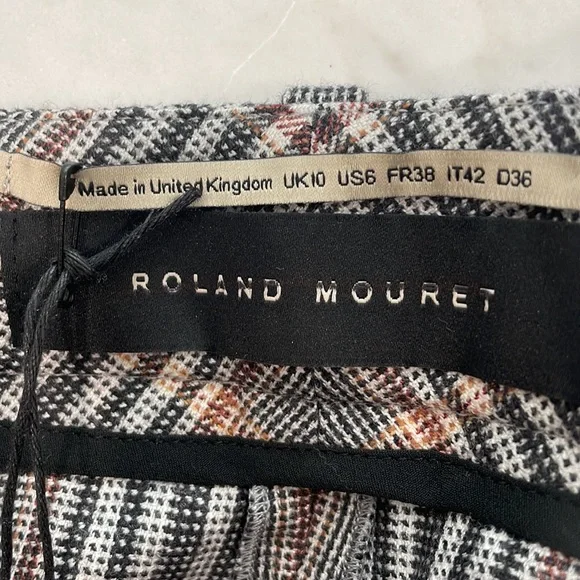 Made in United Kingdom UK10 US6 FR38 IT42 D36
ROLAND MOURET